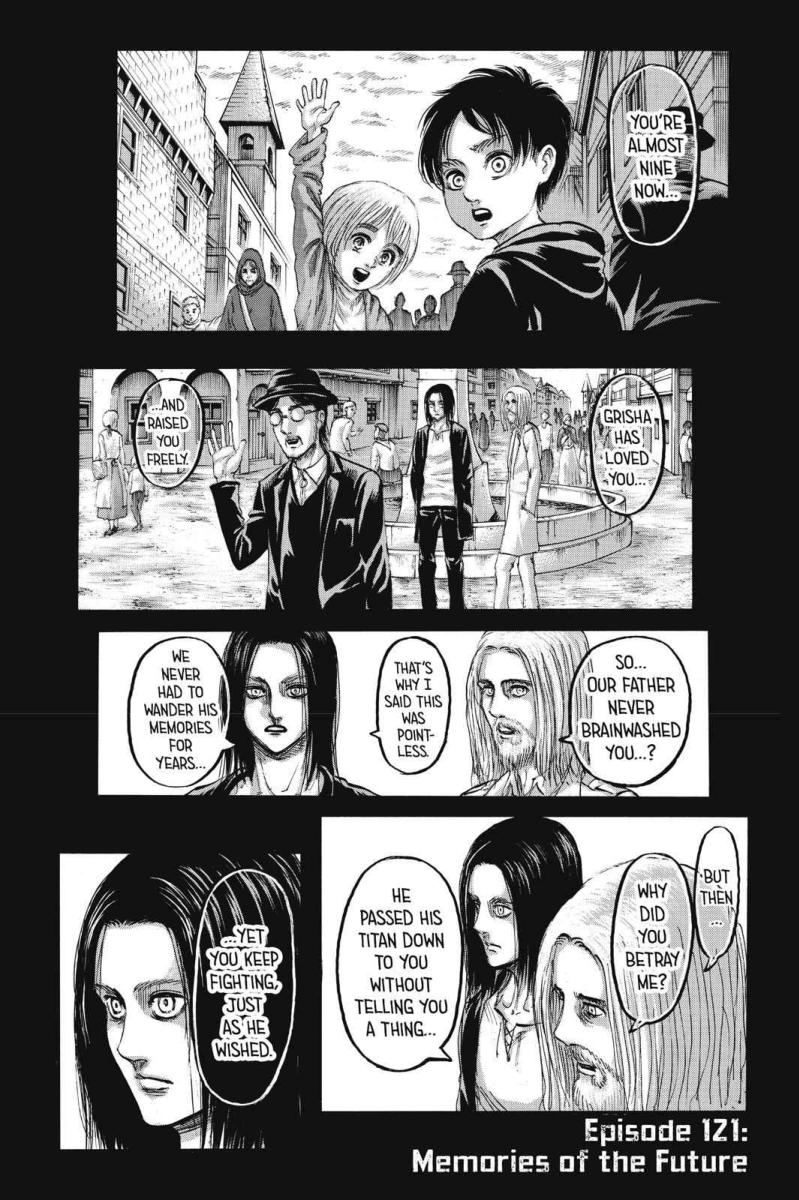 YOU'RE
ALMOST
NINE
NOW...
GRISHA
HAS
LOVED
YOU...
...AND
RAISED
YOU
FREELY.
SO...
OUR FATHER
NEVER
BRAINWASHED
YOU...?
THAT'S
WHY I
SAID THIS
WAS
POINT-
LESS.
WE
NEVER
HAD TO
WANDER HIS
MEMORIES
FOR
YEARS...
BUT
THÈN
...
WHY
DID
YOU
BETRAY
ME?
HE
PASSED HIS
TITAN DOWN
TO YOU
WITHOUT
TELLING YOU
A THING...
...YET
YOU KEEP
FIGHTING,
JUST
AS HE
WISHED.
Episode 121:
Memories of the Future